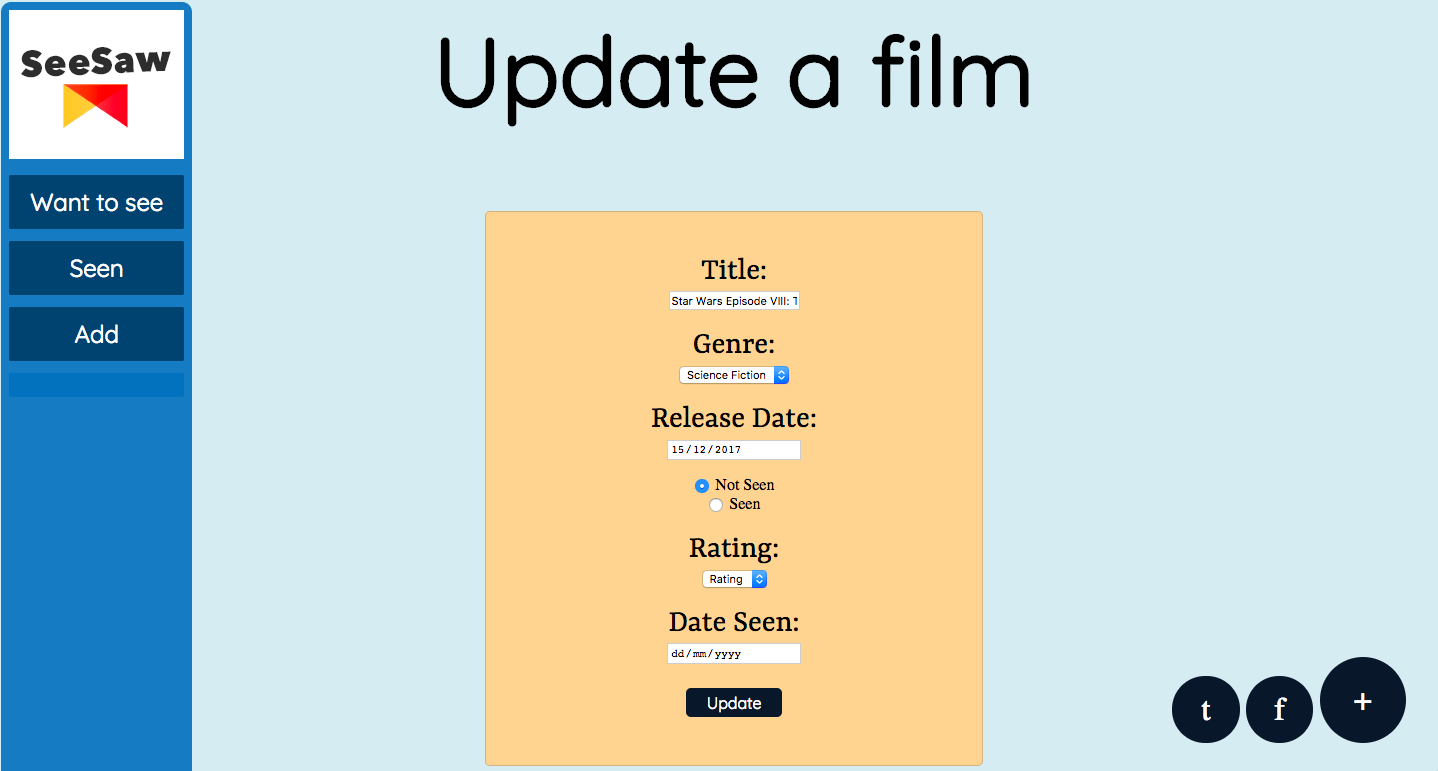 SeeSaw
Want to see
Seen
Add
Update a film
Title:
Star Wars Episode VIII:
Genre:
Science Fiction
Release Date:
15/12/2017
Not Seen
Seen
Rating:
Rating
Date Seen:
dd/mm/yyyy
Update
t
f
+